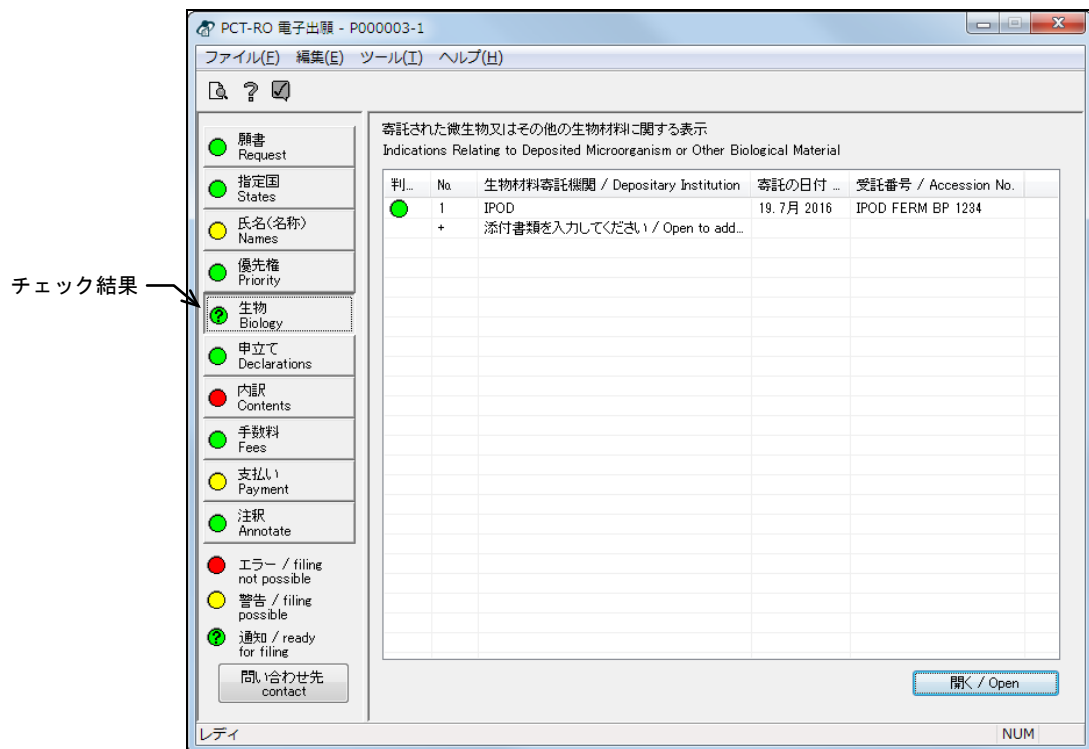 PCT-RO 電子出願 - P000003-1
ファイル(F) 編集(E) ツール(T) ヘルプ(H)
願書
Request
指定国
States
氏名(名称)
Names
優先権
Priority
チェック結果
生物
Biology
申立て
Declarations
内訳
Contents
手数料
Fees
支払い
Payment
注釈
Annotate
エラー / filing
not possible
警告 / filing
possible
通知 / ready
for filing
問い合わせ先
contact
寄託された微生物又はその他の生物材料に関する表示
Indications Relating to Deposited Microorganism or Other Biological Material
判... No. 生物材料寄託機関 / Depositary Institution 寄託の日付 ... 受託番号 / Accession No.
1 IPOD 19. 7月 2016 IPOD FERM BP 1234
+ 添付書類を入力してください / Open to add...
開く / Open
レディ NUM